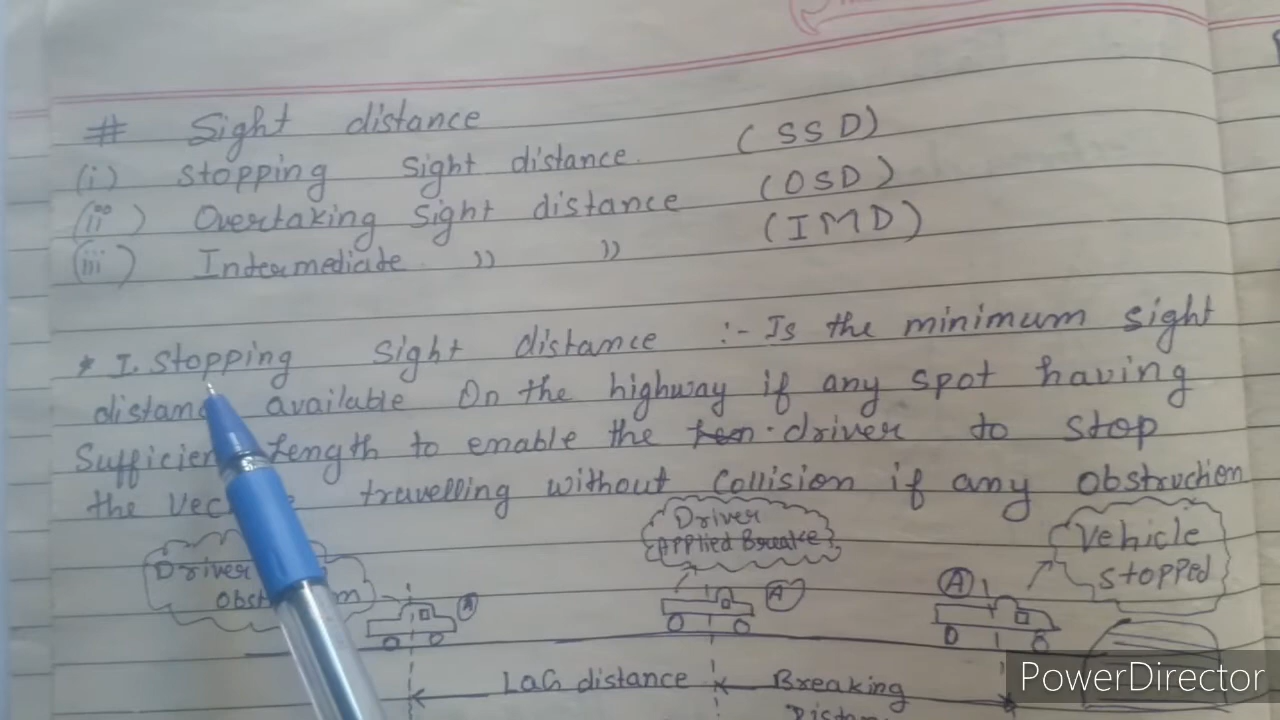 # Sight distance
(i) Stopping Sight distance. (SSD)
(ii) Overtaking Sight distance (OSD)
(iii) Intermediate " " (IMD)
* I. Stopping Sight distance :- Is the minimum sight
available On the highway if any spot having
length to emable the driver to stop
the travelling without Collision if any Obstruction
Driver
Driver
Applied Breake
Vehicle
stopped
A
A
A
LaG distance
Breaking
PowerDirector